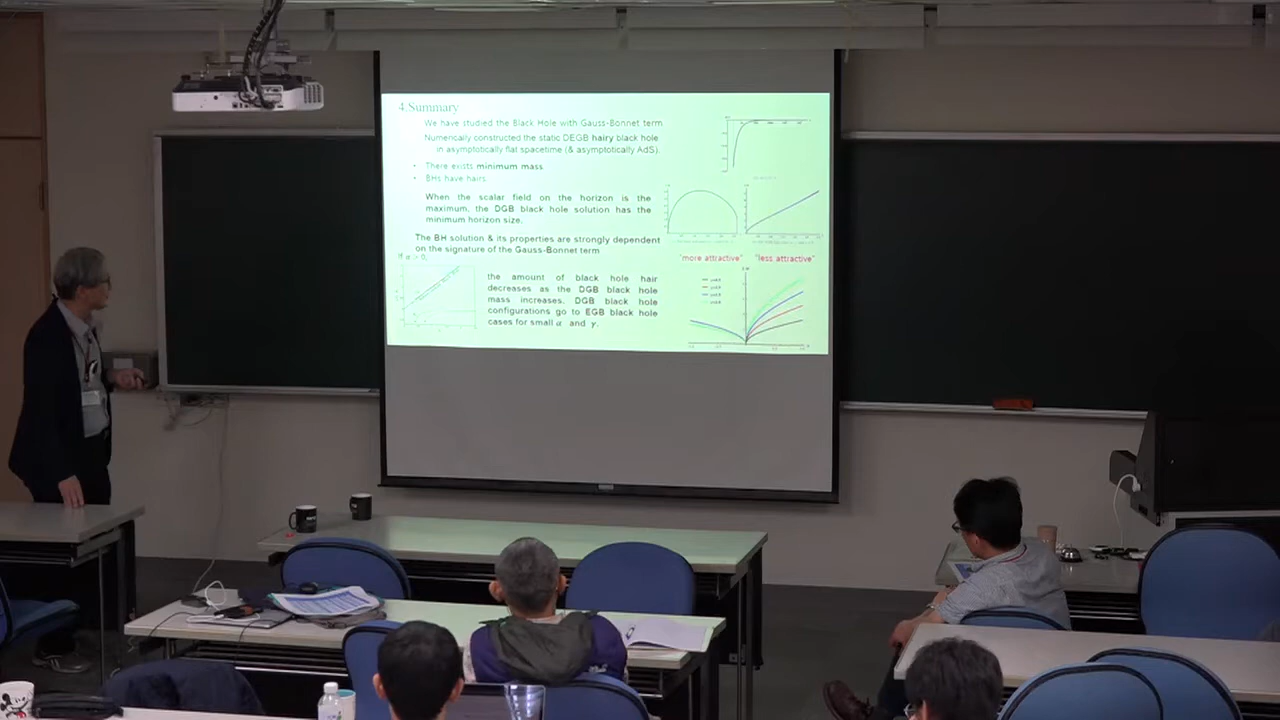 4.Summary
We have studied the Black Hole with Gauss-Bonnet term
Numerically constructed the static DEGB hairy black hole
in asymptotically flat spacetime (& asymptotically AdS).
• There exists minimum mass
• BHs have hairs
When the scalar field on the horizon is the
maximum, the DGB black hole solution has the
minimum horizon size.
The BH solution & its properties are strongly dependent
on the signature of the Gauss-Bonnet term
If α > 0,
"more attractive" "less attractive"
the amount of black hole hair
decreases as the DGB black hole
mass increases. DGB black hole
configurations go to EGB black hole
cases for small α and γ.